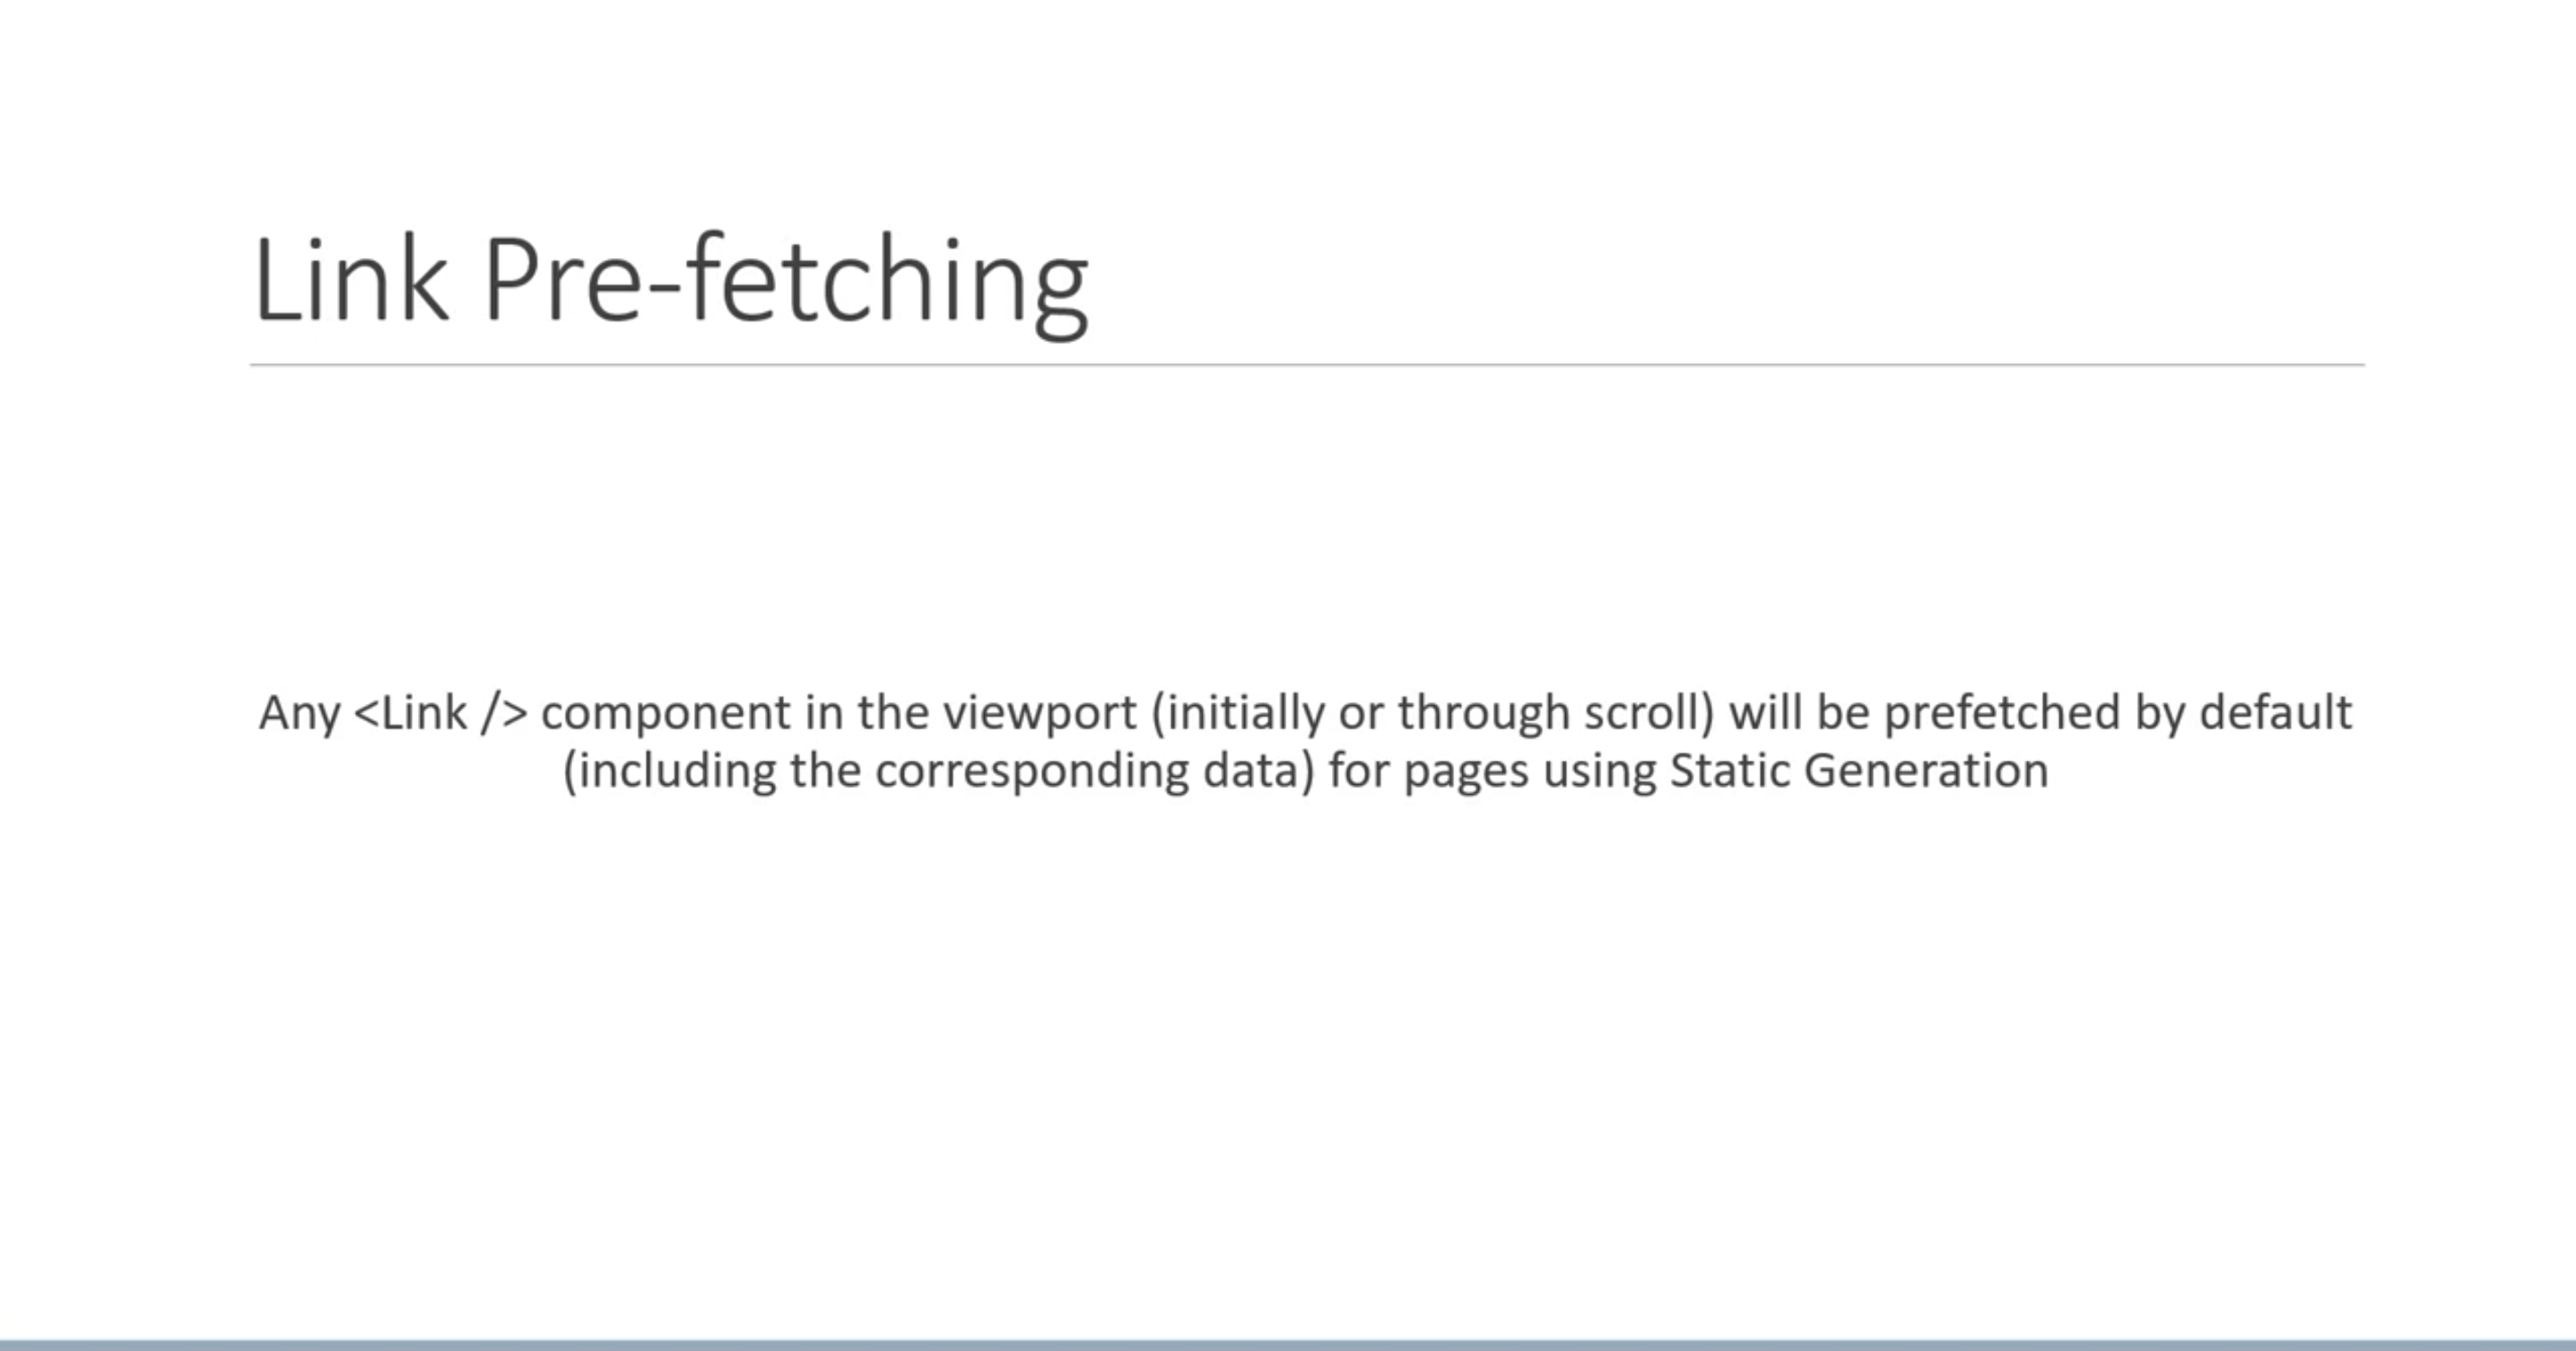 Link Pre-fetching
Any <Link /> component in the viewport (initially or through scroll) will be prefetched by default
(including the corresponding data) for pages using Static Generation